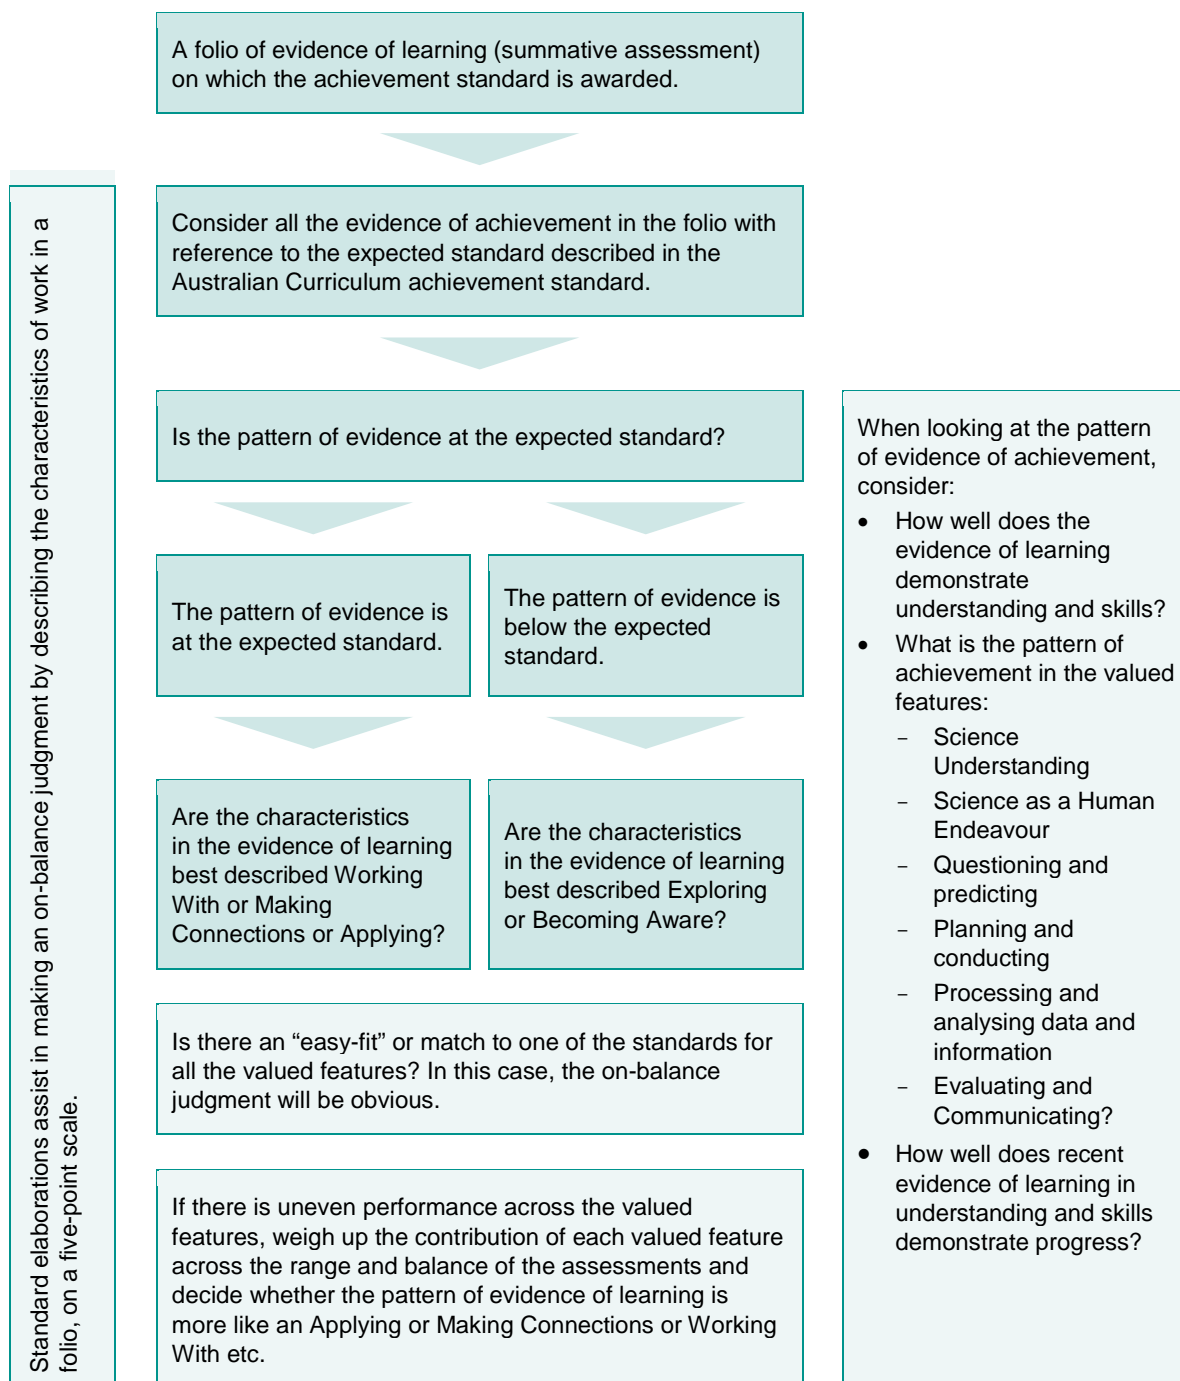 A folio of evidence of learning (summative assessment)
on which the achievement standard is awarded.
Consider all the evidence of achievement in the folio with
reference to the expected standard described in the
Australian Curriculum achievement standard.
Is the pattern of evidence at the expected standard?
The pattern of evidence is
at the expected standard.
The pattern of evidence is
below the expected
standard.
Are the characteristics
in the evidence of learning
best described Working
With or Making
Connections or Applying?
Are the characteristics
in the evidence of learning
best described Exploring
or Becoming Aware?
Is there an “easy-fit” or match to one of the standards for
all the valued features? In this case, the on-balance
judgment will be obvious.
If there is uneven performance across the valued
features, weigh up the contribution of each valued feature
across the range and balance of the assessments and
decide whether the pattern of evidence of learning is
more like an Applying or Making Connections or Working
With etc.
Standard elaborations assist in making an on-balance judgment by describing the characteristics of work in a
folio, on a five-point scale.
When looking at the pattern
of evidence of achievement,
consider:
• How well does the
evidence of learning
demonstrate
understanding and skills?
• What is the pattern of
achievement in the valued
features:
– Science
Understanding
– Science as a Human
Endeavour
– Questioning and
predicting
– Planning and
conducting
– Processing and
analysing data and
information
– Evaluating and
Communicating?
• How well does recent
evidence of learning in
understanding and skills
demonstrate progress?